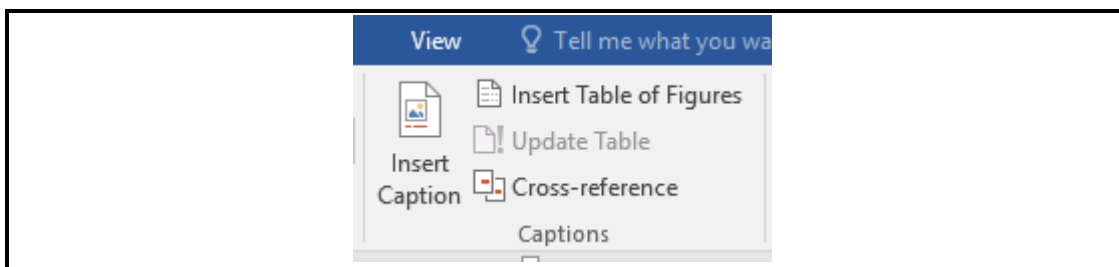 View Tell me what you wa
Insert Table of Figures
Update Table
Insert
Caption
Cross-reference
Captions